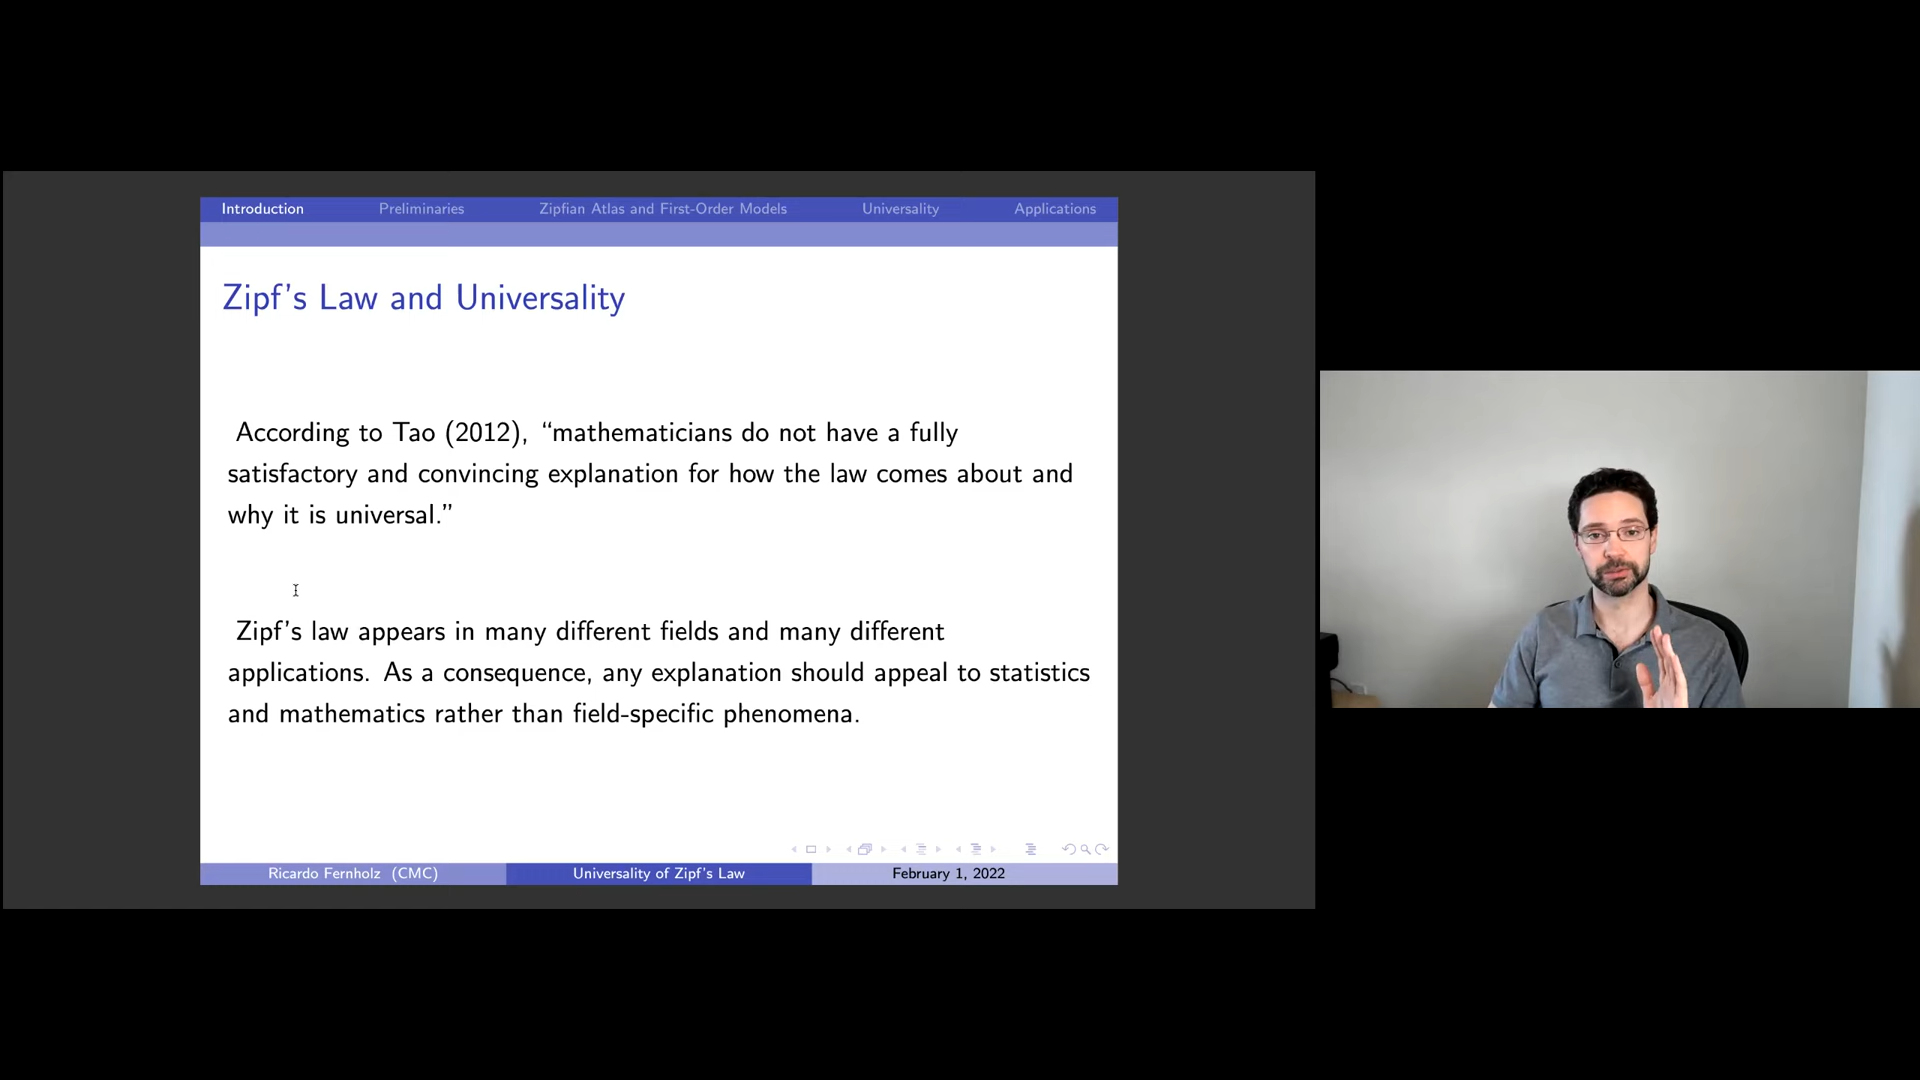 Introduction Preliminaries Zipfian Atlas and First-Order Models Universality Applications
Zipf's Law and Universality
According to Tao (2012), “mathematicians do not have a fully
satisfactory and convincing explanation for how the law comes about and
why it is universal.”
Zipf's law appears in many different fields and many different
applications. As a consequence, any explanation should appeal to statistics
and mathematics rather than field-specific phenomena.
Ricardo Fernholz (CMC) Universality of Zipf's Law February 1, 2022